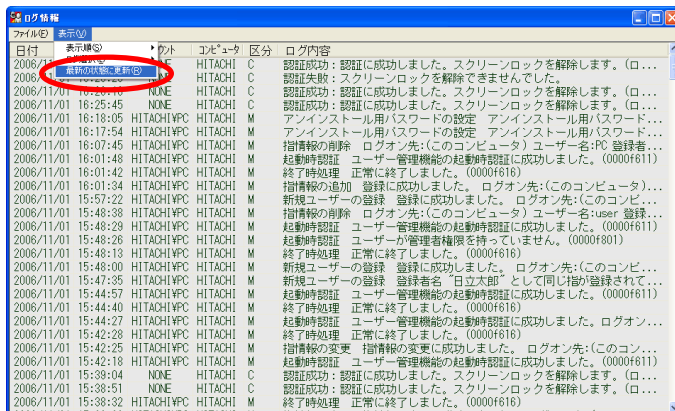 ログ情報
ファイル(F) 表示(V)
表示順(S)
最新の状態に更新(R)
日付 コンピュータ 区分 ログ内容
2006/11 HITACHI C 認証成功:認証に成功しました。スクリーンロックを解除します。(ロ...
NONE HITACHI C 認証失敗:スクリーンロックを解除できませんでした。
2006/11/01 NONE HITACHI C 認証成功:認証に成功しました。スクリーンロックを解除します。(ロ...
2006/11/01 16:25:45 NONE HITACHI C 認証成功:認証に成功しました。スクリーンロックを解除します。(ロ...
2006/11/01 16:18:05 HITACHI¥PC HITACHI M アンインストール用パスワードの設定 アンインストール用パスワード...
2006/11/01 16:17:54 HITACHI¥PC HITACHI M アンインストール用パスワードの設定 アンインストール用パスワード...
2006/11/01 16:07:45 HITACHI¥PC HITACHI M 指情報の削除 ログオン先:(このコンピュータ) ユーザー名:PC 登録者...
2006/11/01 16:01:48 HITACHI¥PC HITACHI M 起動時認証 ユーザー管理機能の起動時認証に成功しました。(0000f611)
2006/11/01 16:01:42 HITACHI¥PC HITACHI M 終了時処理 正常に終了しました。(0000f616)
2006/11/01 16:01:34 HITACHI¥PC HITACHI M 指情報の追加 登録に成功しました。 ログオン先:(このコンピュータ)...
2006/11/01 15:57:22 HITACHI¥PC HITACHI M 新規ユーザーの登録 登録に成功しました。 ログオン先:(このコンピ...
2006/11/01 15:48:38 HITACHI¥PC HITACHI M 指情報の削除 ログオン先:(このコンピュータ) ユーザー名:user 登録...
2006/11/01 15:48:29 HITACHI¥PC HITACHI M 起動時認証 ユーザー管理機能の起動時認証に成功しました。(0000f611)
2006/11/01 15:48:26 HITACHI¥PC HITACHI M 起動時認証 ユーザーが管理者権限を持っていません。(0000f801)
2006/11/01 15:48:13 HITACHI¥PC HITACHI M 終了時処理 正常に終了しました。(0000f616)
2006/11/01 15:48:00 HITACHI¥PC HITACHI M 新規ユーザーの登録 登録に成功しました。 ログオン先:(このコンピ...
2006/11/01 15:47:35 HITACHI¥PC HITACHI M 新規ユーザーの登録 登録者名 "日立太郎" として同じ指が登録されて...
2006/11/01 15:44:57 HITACHI¥PC HITACHI M 起動時認証 ユーザー管理機能の起動時認証に成功しました。(0000f611)
2006/11/01 15:44:40 HITACHI¥PC HITACHI M 終了時処理 正常に終了しました。(0000f616)
2006/11/01 15:44:27 HITACHI¥PC HITACHI M 起動時認証 ユーザー管理機能の起動時認証に成功しました。ログオン...
2006/11/01 15:42:28 HITACHI¥PC HITACHI M 終了時処理 正常に終了しました。(0000f616)
2006/11/01 15:42:25 HITACHI¥PC HITACHI M 指情報の変更 指情報の変更に成功しました。 ログオン先:(このコン...
2006/11/01 15:42:18 HITACHI¥PC HITACHI M 起動時認証 ユーザー管理機能の起動時認証に成功しました。(0000f611)
2006/11/01 15:39:04 NONE HITACHI C 認証成功:認証に成功しました。スクリーンロックを解除します。(ロ...
2006/11/01 15:38:51 NONE HITACHI C 認証成功:認証に成功しました。スクリーンロックを解除します。(ロ...
2006/11/01 15:38:32 HITACHI¥PC HITACHI M 終了時処理 正常に終了しました。(0000f616)